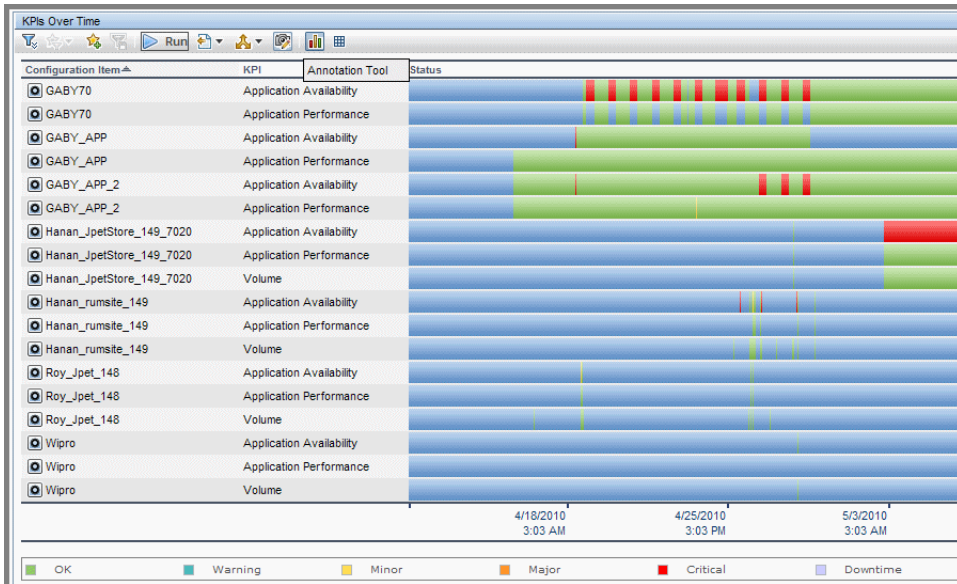 KPIs Over Time
Run
Configuration Item KPI Annotation Tool Status
GABY70 Application Availability
GABY70 Application Performance
GABY_APP Application Availability
GABY_APP Application Performance
GABY_APP_2 Application Availability
GABY_APP_2 Application Performance
Hanan_JpetStore_149_7020 Application Availability
Hanan_JpetStore_149_7020 Application Performance
Hanan_JpetStore_149_7020 Volume
Hanan_rumsite_149 Application Availability
Hanan_rumsite_149 Application Performance
Hanan_rumsite_149 Volume
Roy_Jpet_148 Application Availability
Roy_Jpet_148 Application Performance
Roy_Jpet_148 Volume
Wipro Application Availability
Wipro Application Performance
Wipro Volume
4/18/2010 4/25/2010 5/3/2010
3:03 AM 3:03 PM 3:03 AM
OK Warning Minor Major Critical Downtime